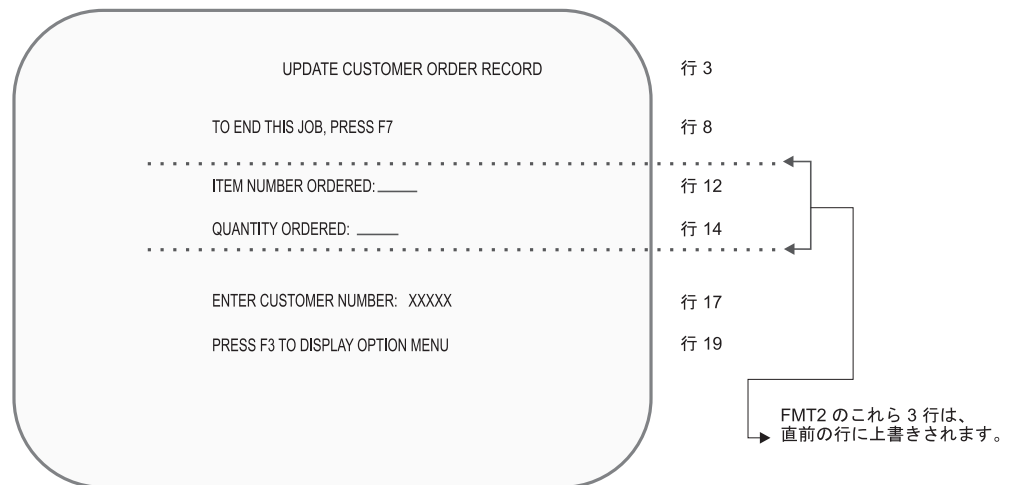 UPDATE CUSTOMER ORDER RECORD 行 3
TO END THIS JOB, PRESS F7 行 8
ITEM NUMBER ORDERED: 行 12
QUANTITY ORDERED: 行 14
ENTER CUSTOMER NUMBER: XXXXX 行 17
PRESS F3 TO DISPLAY OPTION MENU 行 19
FMT2 のこれら 3 行は、
直前の行に上書きされます。